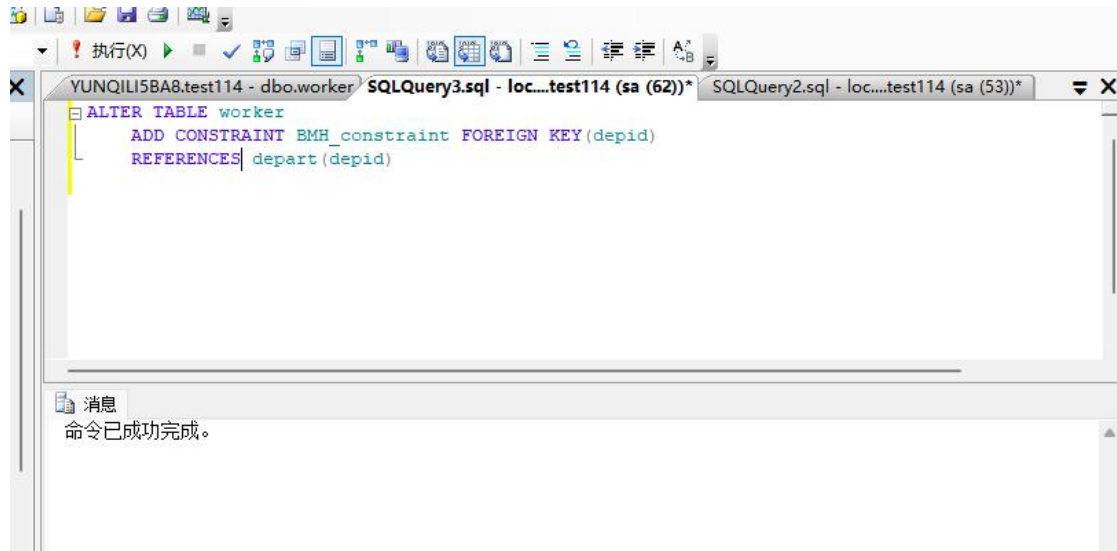 执行(X)
YUNQILI5BA8.test114 - dbo.worker SQLQuery3.sql - loc....test114 (sa (62))* SQLQuery2.sql - loc....test114 (sa (53))*
ALTER TABLE worker
ADD CONSTRAINT BMH_constraint FOREIGN KEY(depid)
REFERENCES depart(depid)
消息
命令已成功完成。